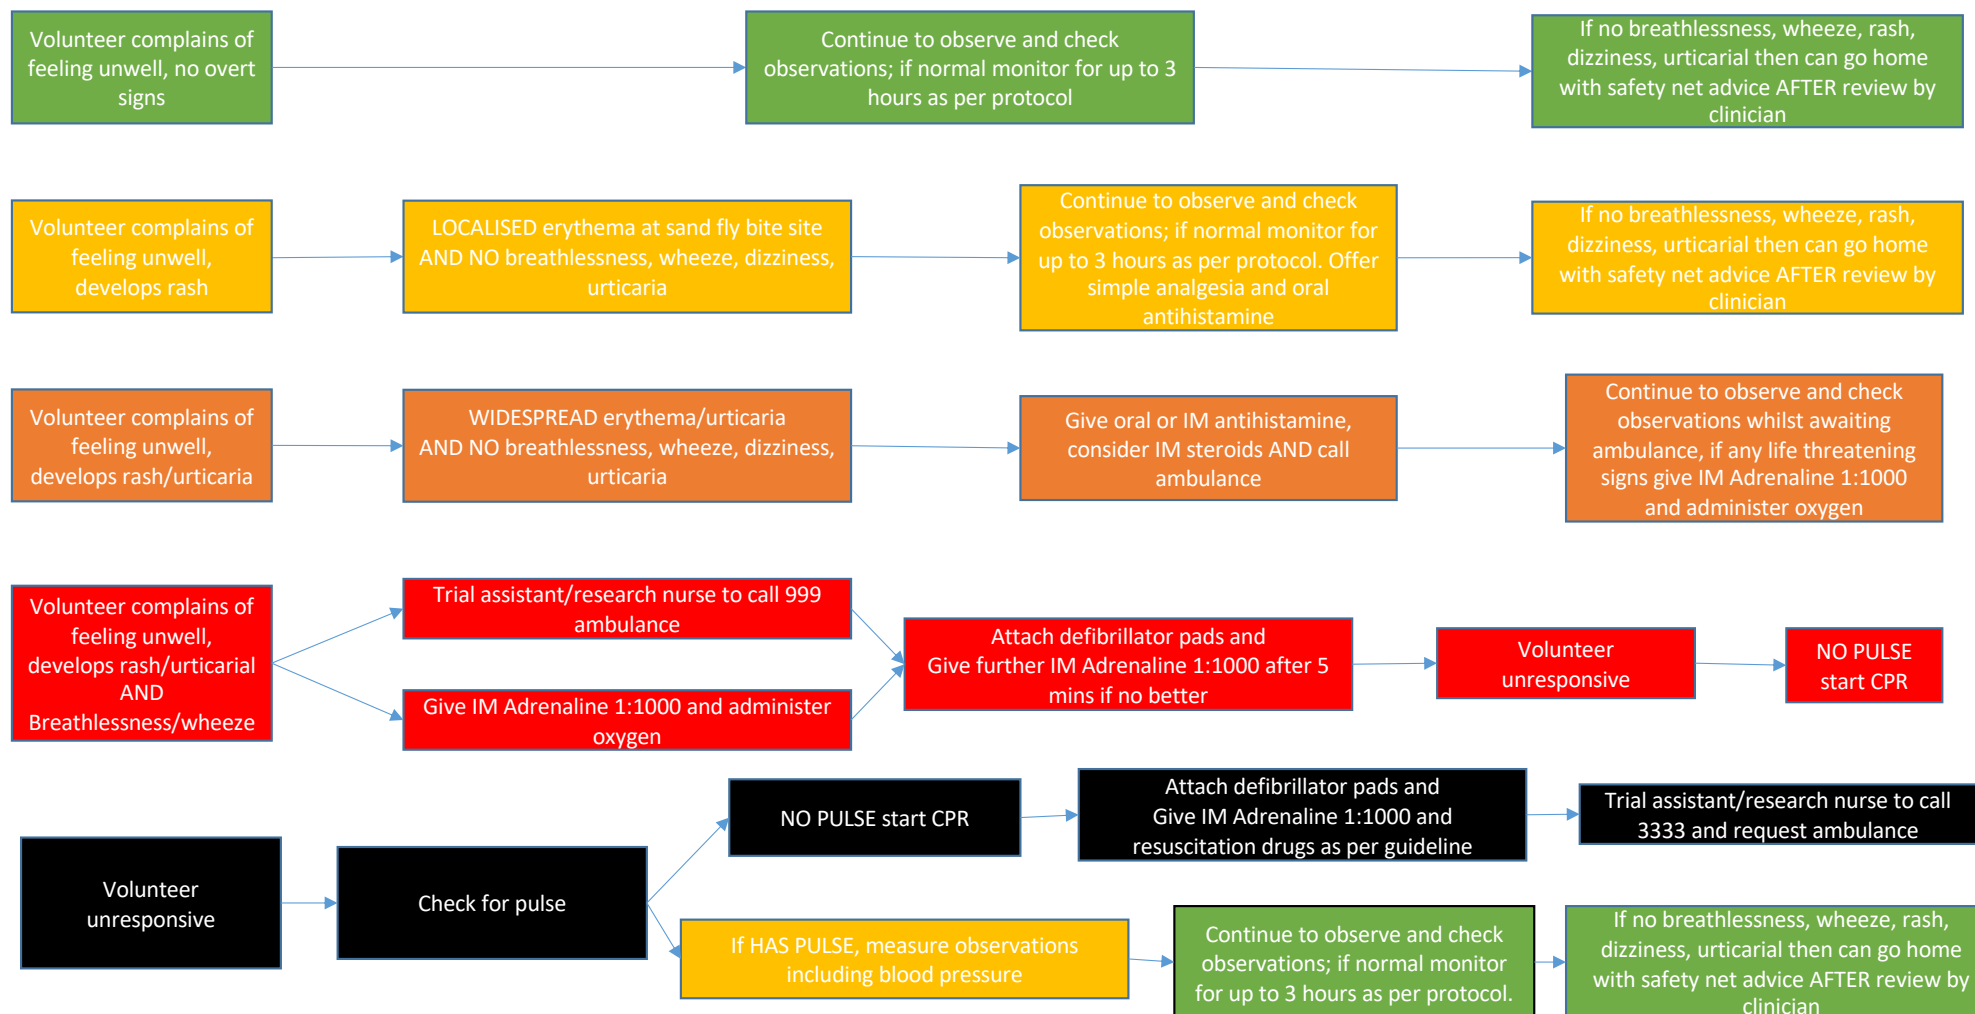 Volunteer complains of
feeling unwell, no overt
signs
Continue to observe and check
observations; if normal monitor for up to 3
hours as per protocol
If no breathlessness, wheeze, rash,
dizziness, urticarial then can go home
with safety net advice AFTER review by
clinician
Volunteer complains of
feeling unwell,
develops rash
LOCALISED erythema at sand fly bite site
AND NO breathlessness, wheeze, dizziness,
urticaria
Continue to observe and check
observations; if normal monitor for
up to 3 hours as per protocol. Offer
simple analgesia and oral
antihistamine
If no breathlessness, wheeze, rash,
dizziness, urticarial then can go home
with safety net advice AFTER review by
clinician
Volunteer complains of
feeling unwell,
develops rash/urticaria
WIDESPREAD erythema/urticaria
AND NO breathlessness, wheeze, dizziness,
urticaria
Give oral or IM antihistamine,
consider IM steroids AND call
ambulance
Continue to observe and check
observations whilst awaiting
ambulance, if any life threatening
signs give IM Adrenaline 1:1000
and administer oxygen
Volunteer complains of
feeling unwell,
develops rash/urticarial
AND
Breathlessness/wheeze
Trial assistant/research nurse to call 999
ambulance
Give IM Adrenaline 1:1000 and administer
oxygen
Attach defibrillator pads and
Give further IM Adrenaline 1:1000 after 5
mins if no better
Volunteer
unresponsive
NO PULSE
start CPR
Volunteer
unresponsive
Check for pulse
NO PULSE start CPR
Attach defibrillator pads and
Give IM Adrenaline 1:1000 and
resuscitation drugs as per guideline
Trial assistant/research nurse to call
3333 and request ambulance
If HAS PULSE, measure observations
including blood pressure
Continue to observe and check
observations; if normal monitor
for up to 3 hours as per protocol.
If no breathlessness, wheeze, rash,
dizziness, urticarial then can go home
with safety net advice AFTER review by
clinician